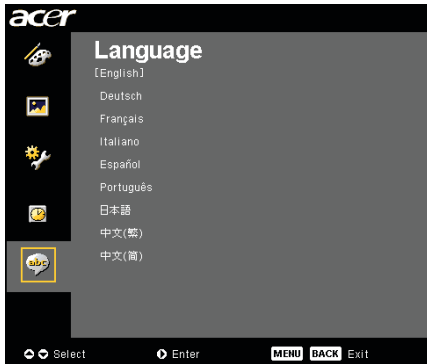 acer
Language
[English]
Deutsch
Français
Italiano
Español
Português
日本語
中文(繁)
中文(简)
abc
Select Enter MENU BACK Exit